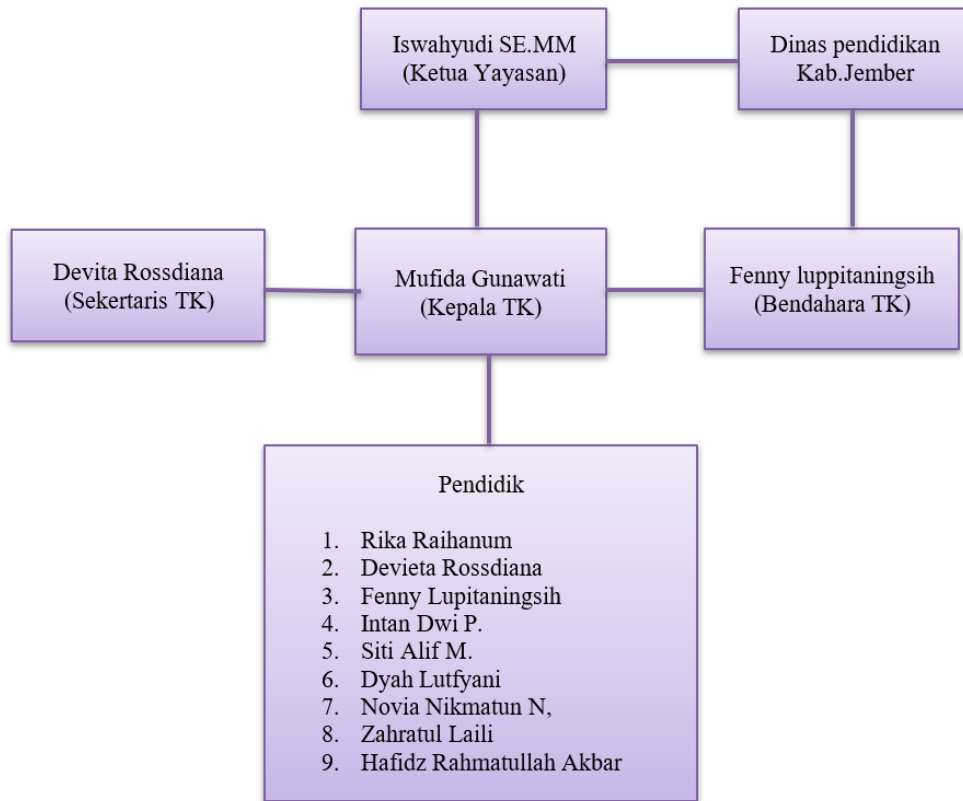 Iswahyudi SE.MM
(Ketua Yayasan)
Dinas pendidikan
Kab.Jember
Devita Rossdiana
(Sekertaris TK)
Mufida Gunawati
(Kepala TK)
Fenny luppitaningsih
(Bendahara TK)
Pendidik
1. Rika Raihanum
2. Devieta Rossdiana
3. Fenny Lupitaningsih
4. Intan Dwi P.
5. Siti Alif M.
6. Dyah Lutfyani
7. Novia Nikmatun N,
8. Zahratul Laili
9. Hafidz Rahmatullah Akbar